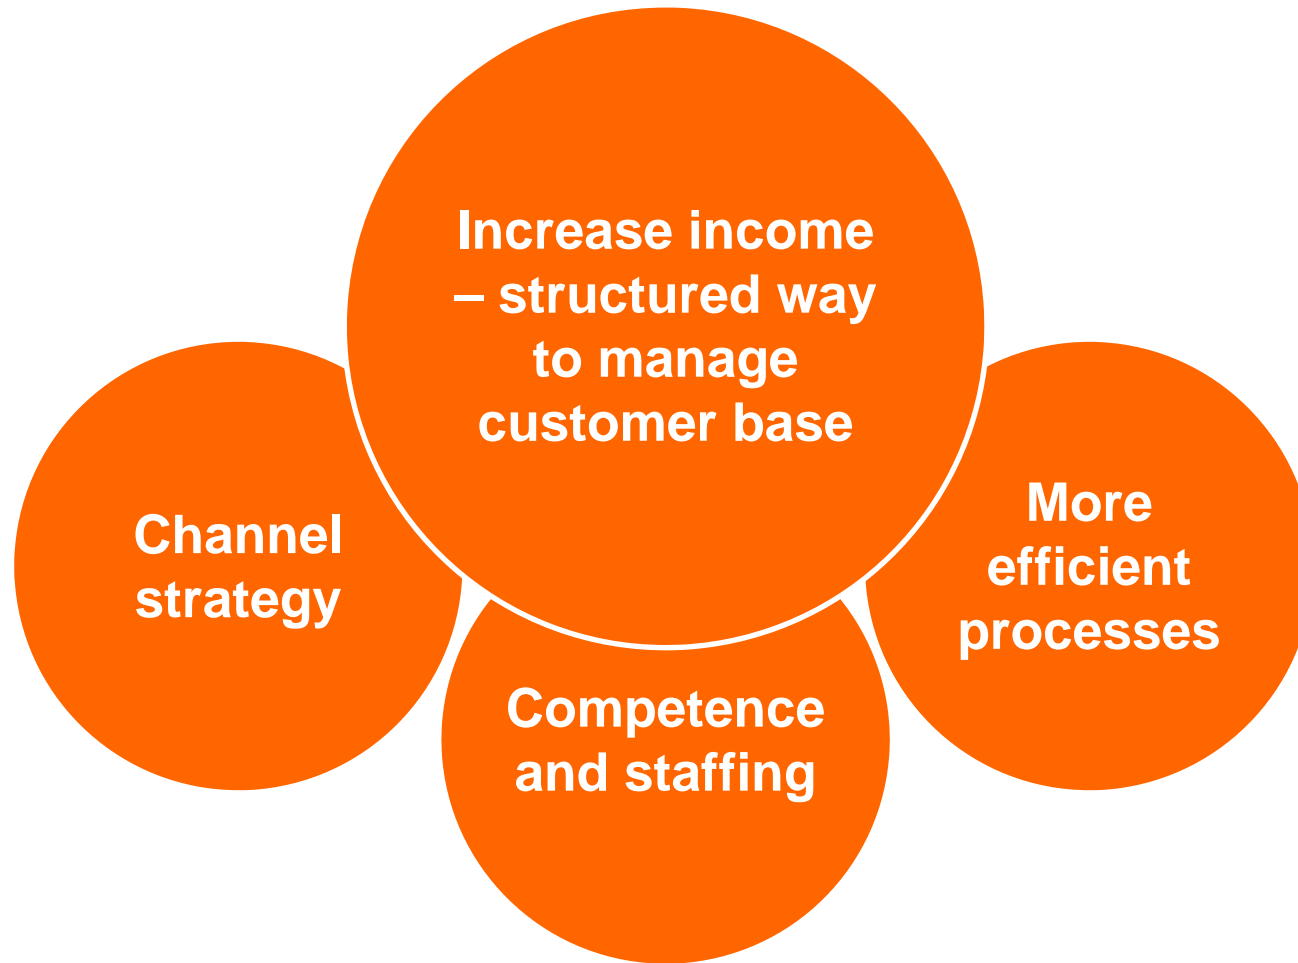 Increase income
– structured way
to manage
customer base
Channel
strategy
More
efficient
processes
Competence
and staffing